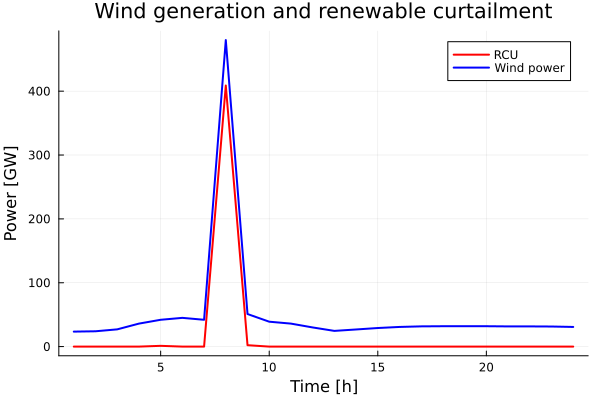 Wind generation and renewable curtailment
RCU
Wind power
Power [GW]
400
300
200
100
0
5
10
15
20
Time [h]